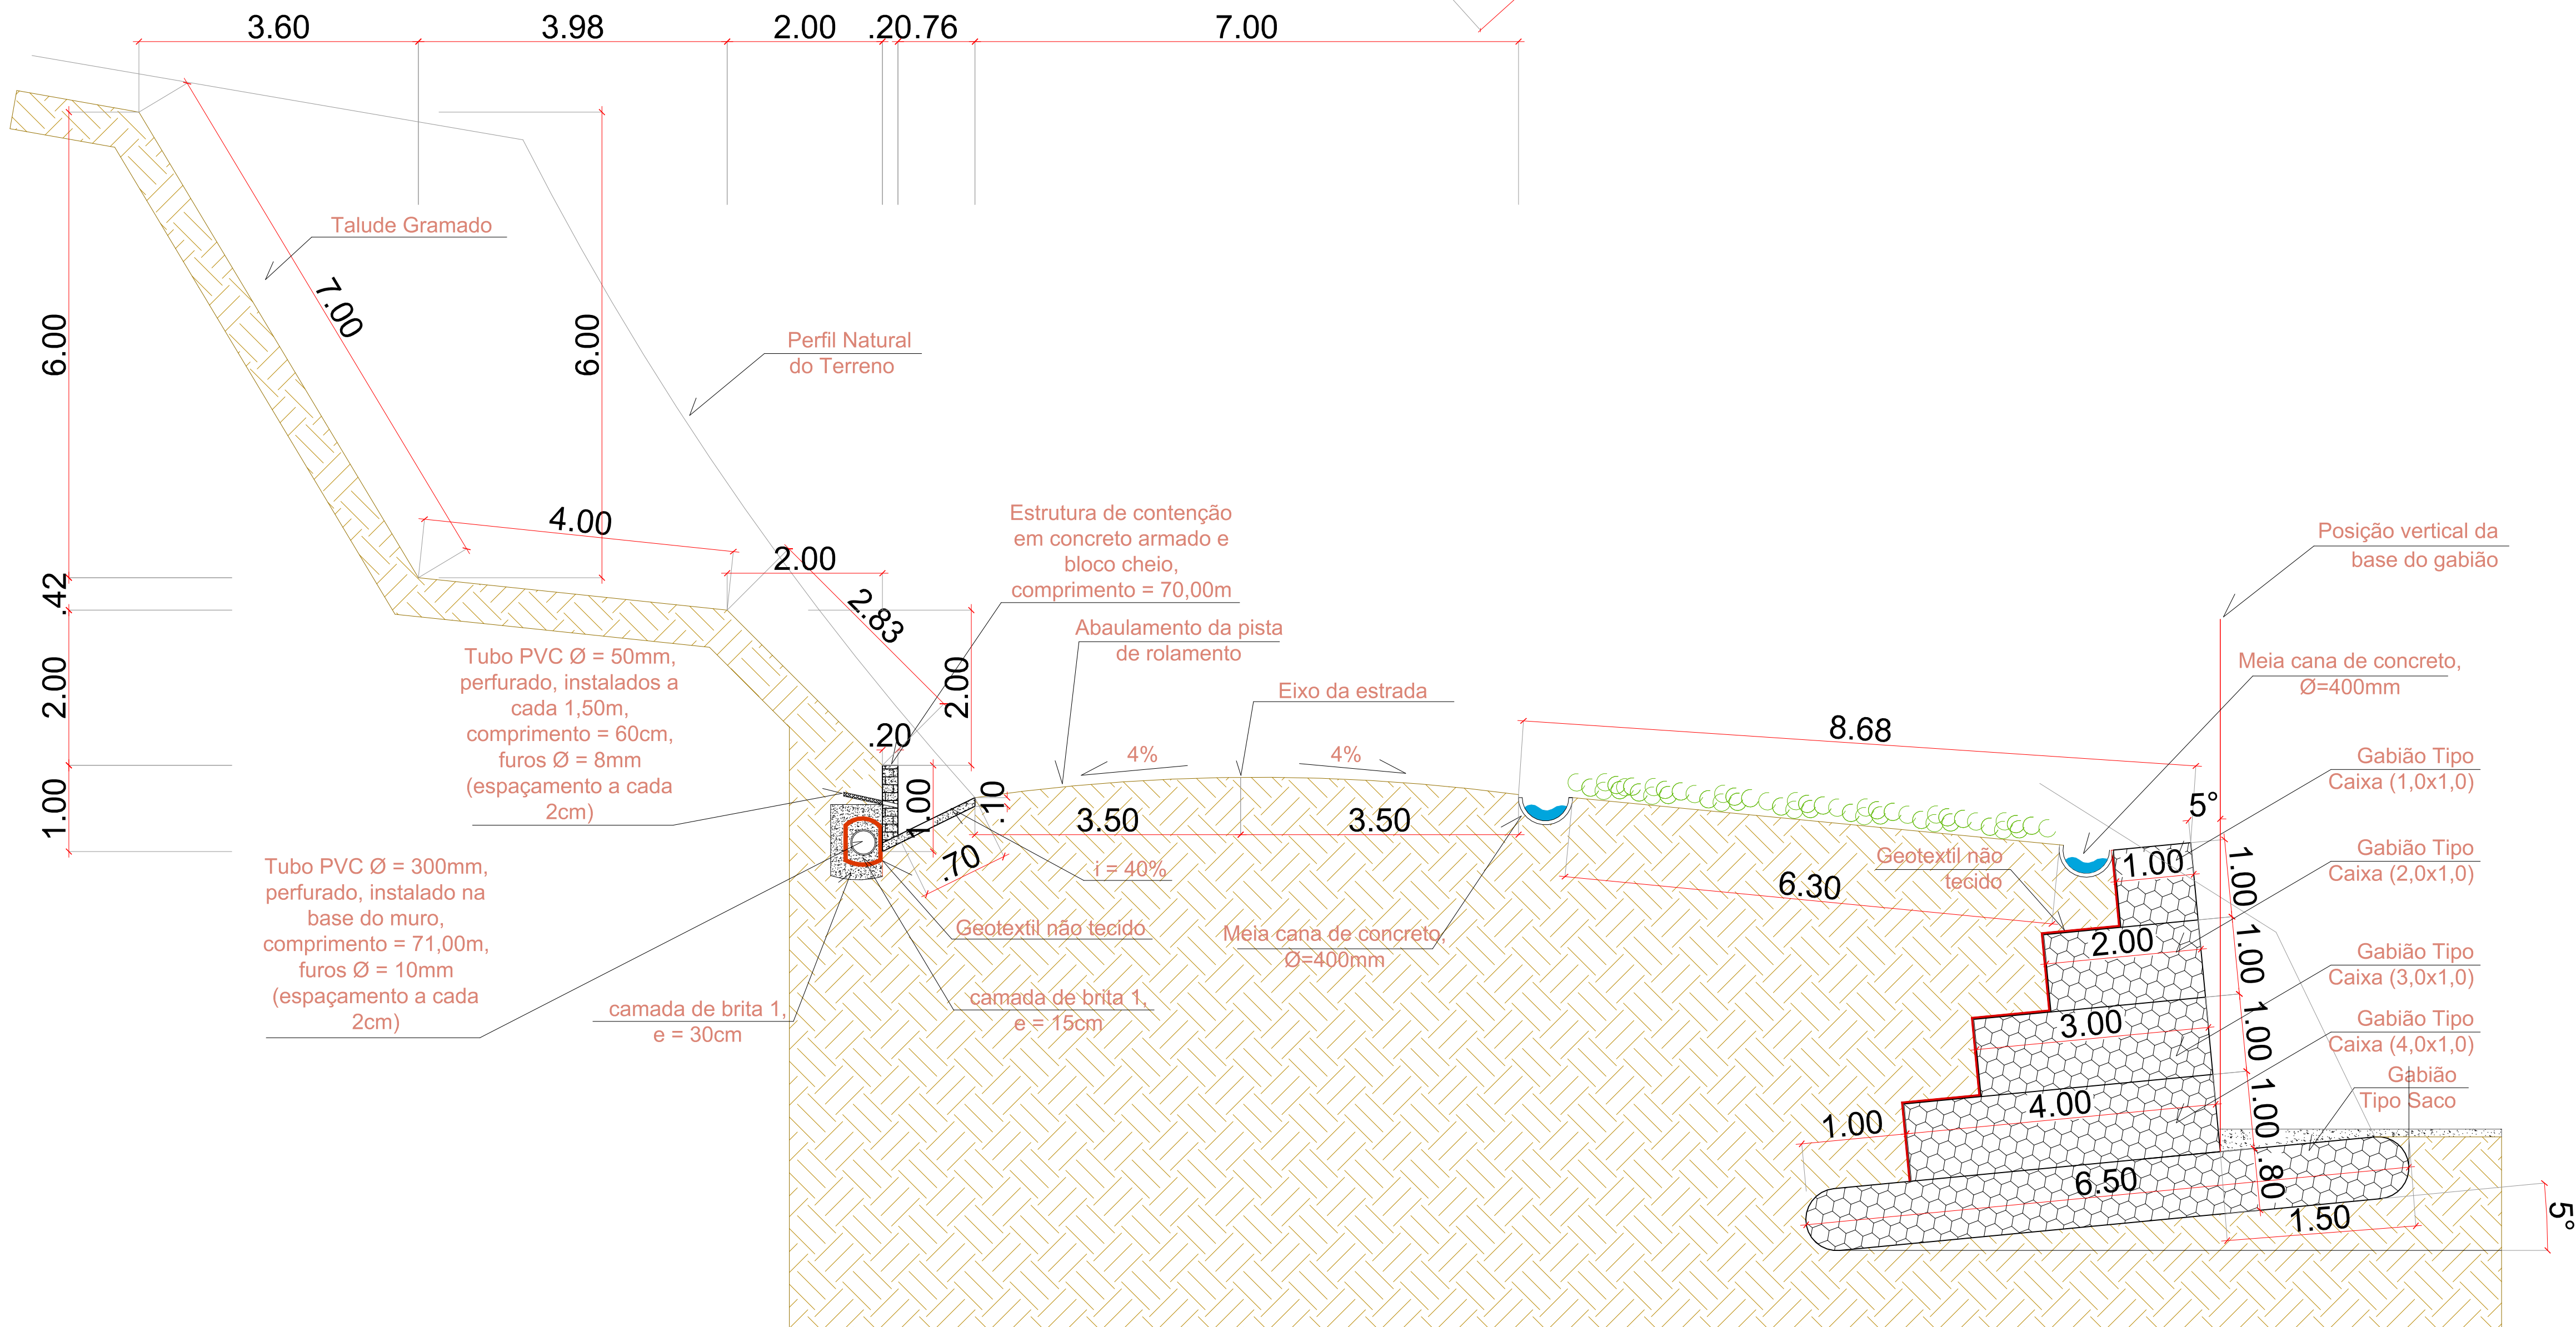 3.60
3.98
2.00
.20
.76
7.00
Talude Gramado
7.00
6.00
6.00
Perfil Natural
do Terreno
4.00
2.00
2.83
.42
2.00
1.00
Estrutura de contenção
em concreto armado e
bloco cheio,
comprimento = 70,00m
Abaulamento da pista
de rolamento
Eixo da estrada
Tubo PVC Ø = 50mm,
perfurado, instalados a
cada 1,50m,
comprimento = 60cm,
furos Ø = 8mm
(espaçamento a cada
2cm)
2.00
.20
1.00
.10
4%
4%
3.50
3.50
.70
i = 40%
Tubo PVC Ø = 300mm,
perfurado, instalado na
base do muro,
comprimento = 71,00m,
furos Ø = 10mm
(espaçamento a cada
2cm)
camada de brita 1,
e = 30cm
Geotextil não tecido
camada de brita 1,
e = 15cm
Meia cana de concreto,
Ø=400mm
8.68
6.30
Geotextil não
tecido
Posição vertical da
base do gabião
Meia cana de concreto,
Ø=400mm
5°
Gabião Tipo
Caixa (1,0x1,0)
Gabião Tipo
Caixa (2,0x1,0)
Gabião Tipo
Caixa (3,0x1,0)
Gabião Tipo
Caixa (4,0x1,0)
Gabião
Tipo Saco
1.00
2.00
3.00
4.00
1.00
6.50
1.00
1.00
1.00
1.00
.80
1.50
5°